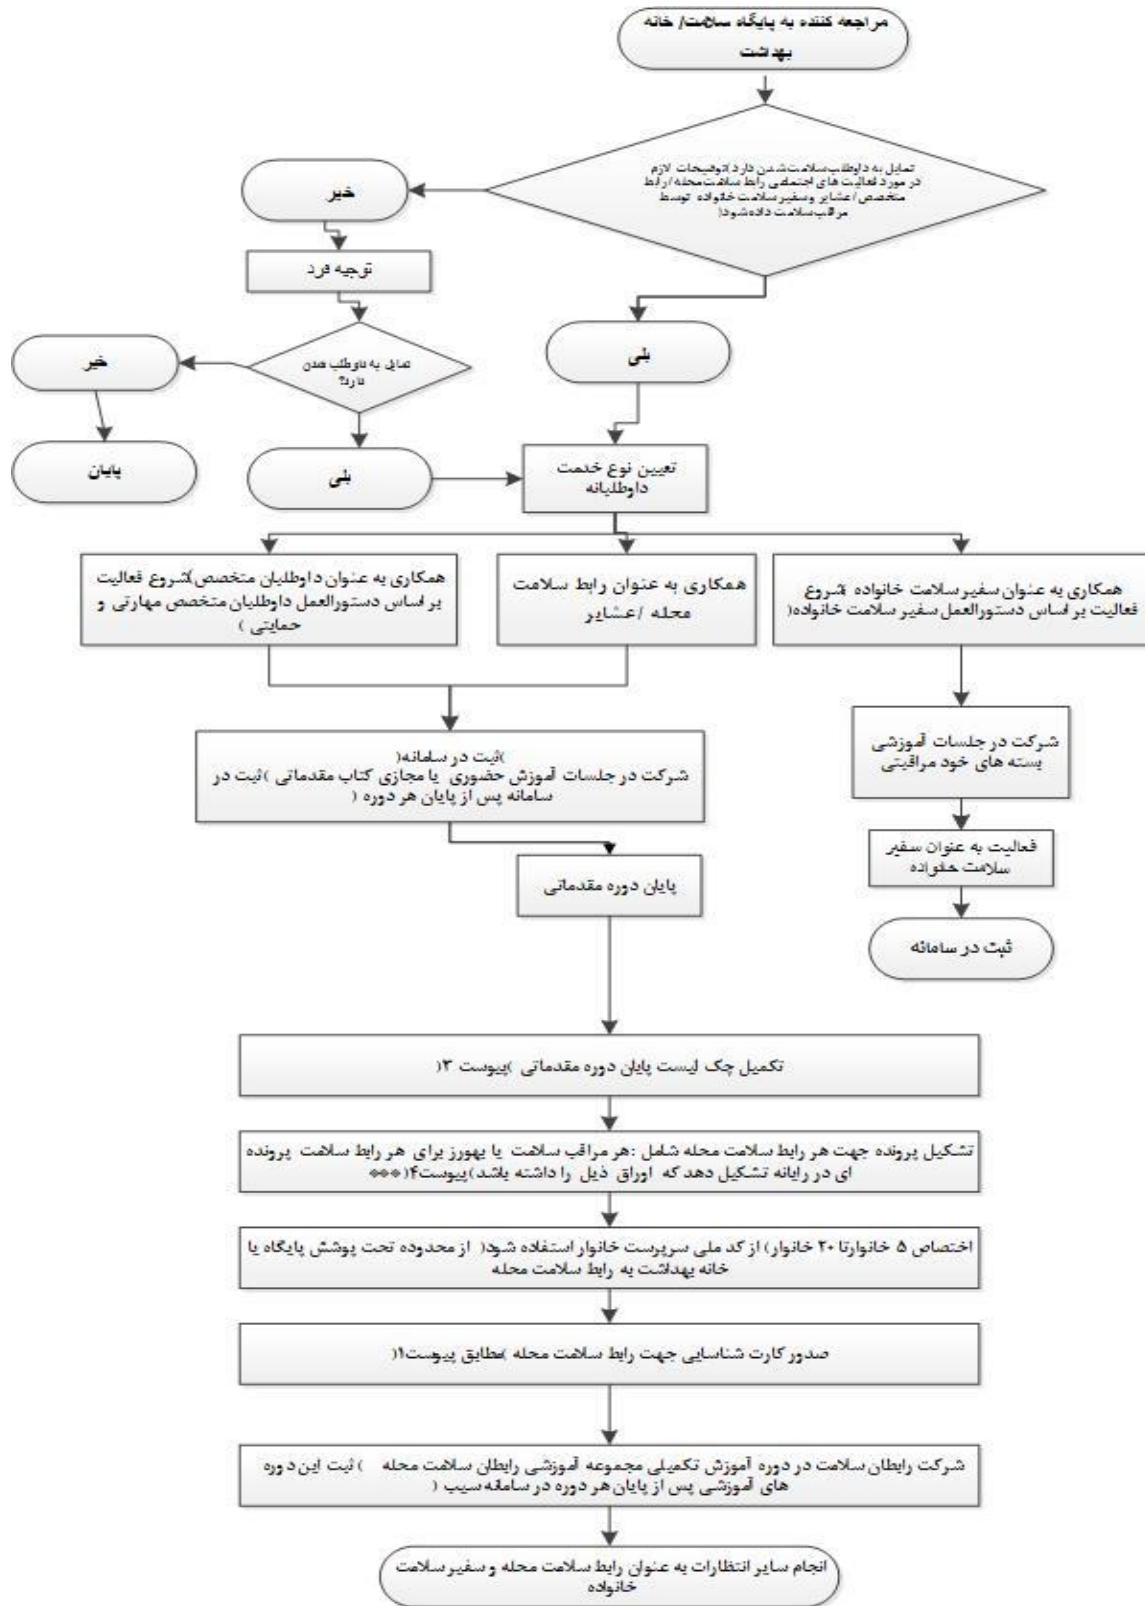 مراجعه کننده به پایگاه سلامت/ خانه
بهداشت
تمایل به داوطلب سلامت شدن دارد)توضیحات لازم
در مورد فعالیت های اجتماعی رابط سلامت محله /رابط
متخصص /عشایر و سفیر سلامت خانواده توسط
مراقب سلامت داده شود(
خیر
توجیه فرد
تمایل به داوطلب شدن
دارد؟
خیر
پایان
بلی
بلی
تعیین نوع خدمت
داوطلبانه
همکاری به عنوان سفیر سلامت خانواده )شروع
فعالیت بر اساس دستورالعمل سفیر سلامت خانواده(
همکاری به عنوان رابط سلامت
محله /عشایر
همکاری به عنوان داوطلبان متخصص)شروع فعالیت
بر اساس دستورالعمل داوطلبان متخصص مهارتی و
حمایتی )
شرکت در جلسات آموزشی
بسته های خود مراقبتی
فعالیت به عنوان سفیر
سلامت خانواده
ثبت در سامانه
)ثبت در سامانه(
شرکت در جلسات آموزش حضوری یا مجازی کتاب مقدماتی )ثبت در
سامانه پس از پایان هر دوره (
پایان دوره مقدماتی
تکمیل چک لیست پایان دوره مقدماتی )پیوست ۳(
تشکیل پرونده جهت هر رابط سلامت محله شامل :هر مراقب سلامت یا بهورز برای هر رابط سلامت پرونده
ای در رایانه تشکیل دهد که اوراق ذیل را داشته باشد)پیوست۴(***
اختصاص ۵ خانوارتا ۲۰ خانوار) از کد ملی سرپرست خانوار استفاده شود( از محدوده تحت پوشش پایگاه یا
خانه بهداشت به رابط سلامت محله
صدور کارت شناسایی جهت رابط سلامت محله )مطابق پیوست۱(
شرکت رابطان سلامت در دوره آموزش تکمیلی مجموعه آموزشی رابطان سلامت محله )ثبت این دوره
های آموزشی پس از پایان هر دوره در سامانه سیب (
انجام سایر انتظارات به عنوان رابط سلامت محله و سفیر سلامت
خانواده